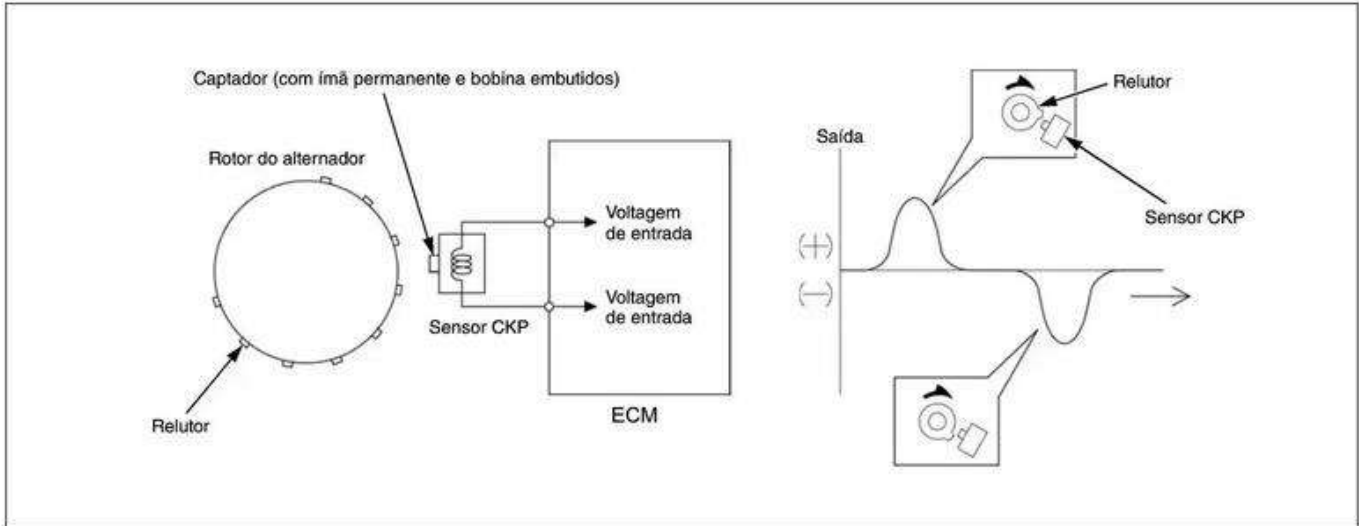 Captador (com ímã permanente e bobina embutidos)
Rotor do alternador
Relutor
Sensor CKP
Voltagem
de entrada
Voltagem
de entrada
ECM
Saída
(+)
(−)
Relutor
Sensor CKP